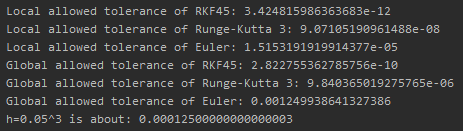 Local allowed tolerance of RKF45: 3.424815986363683e-12
Local allowed tolerance of Runge-Kutta 3: 9.07105190961488e-08
Local allowed tolerance of Euler: 1.5153191919914377e-05
Global allowed tolerance of RKF45: 2.822755362785756e-10
Global allowed tolerance of Runge-Kutta 3: 9.840365019275765e-06
Global allowed tolerance of Euler: 0.001249938641327386
h=0.05^3 is about: 0.00012500000000000003